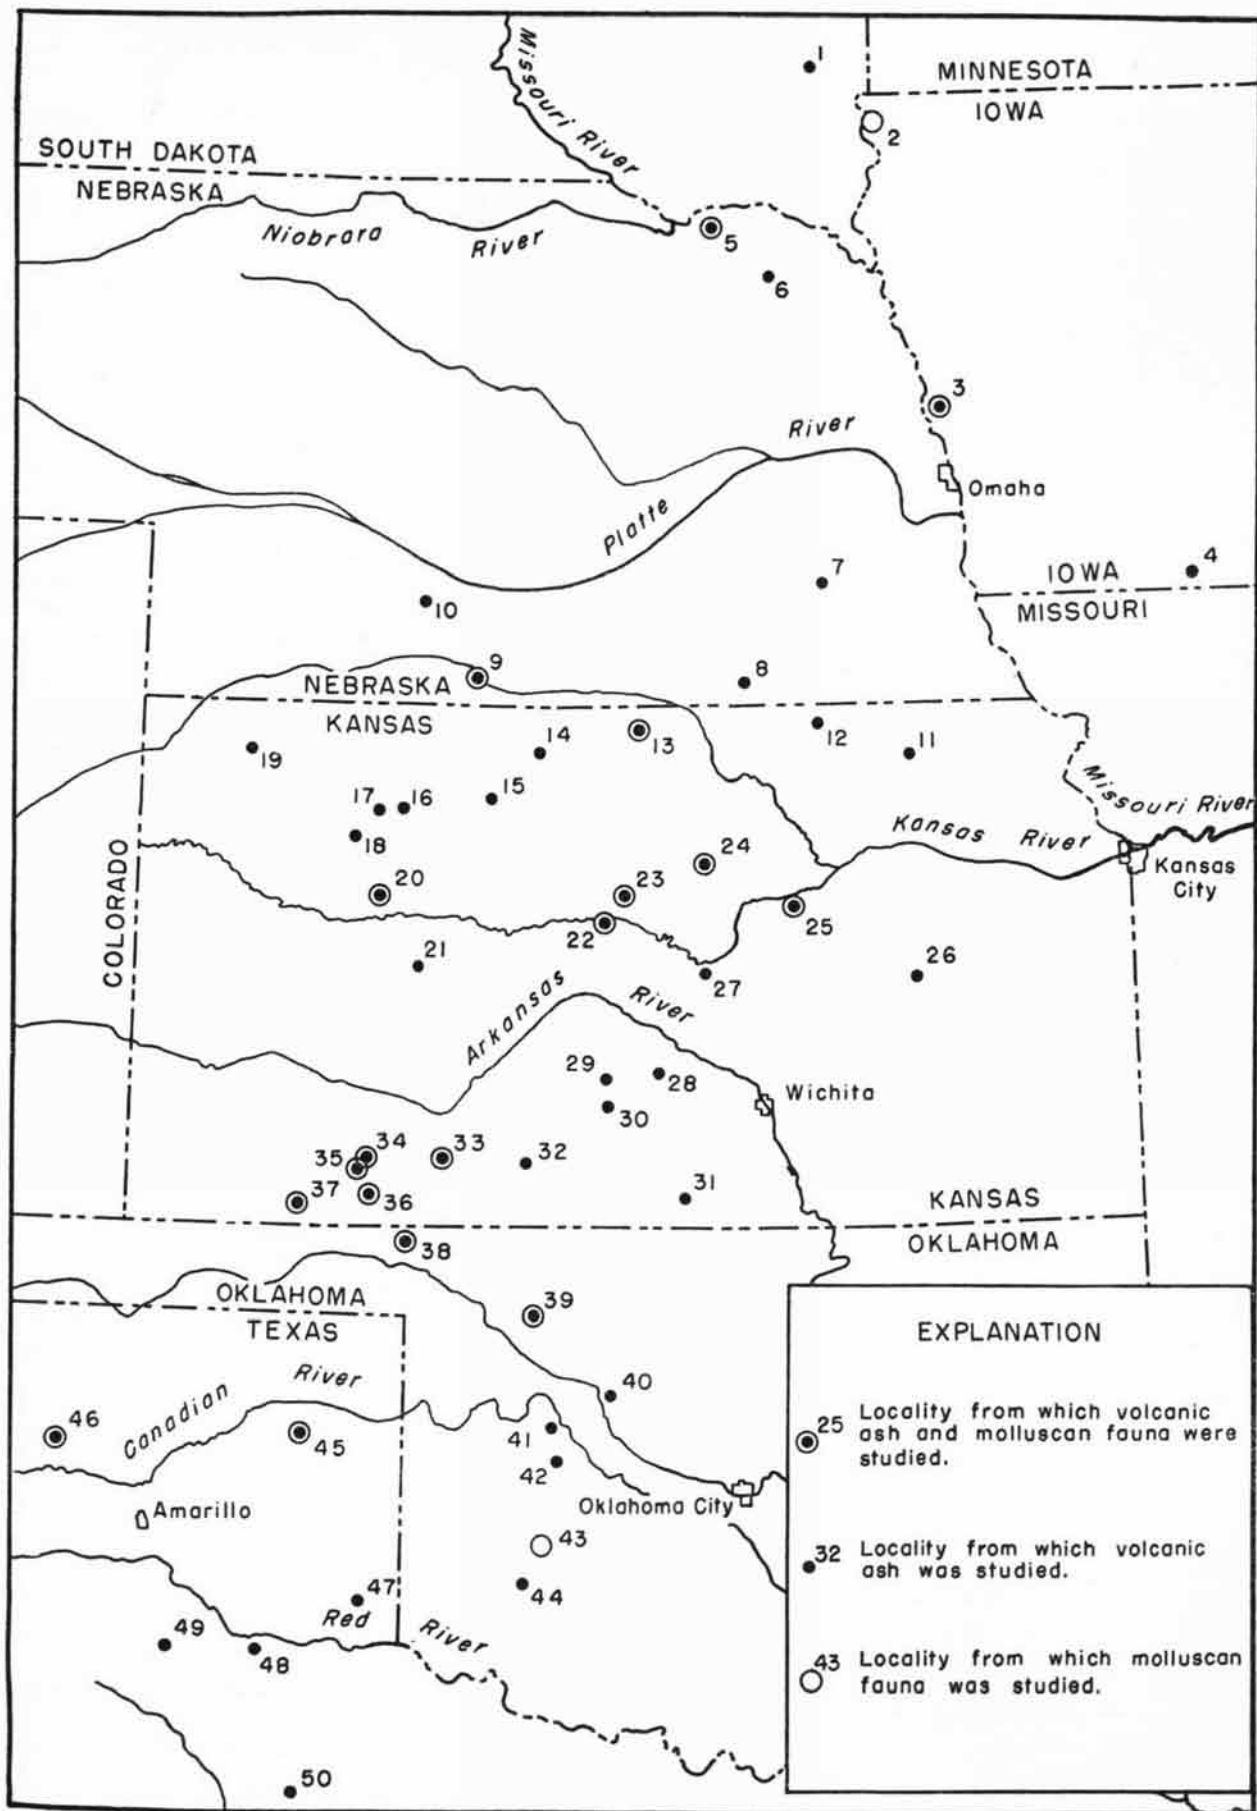 Missouri River
1
MINNESOTA
IOWA
2
SOUTH DAKOTA
NEBRASKA
Niobrara River
5
6
3
River
Omaha
Platte
7
4
IOWA
MISSOURI
10
9
8
NEBRASKA
KANSAS
19
14
13
12
11
17
16
15
18
Missouri River
Kansas River
Kansas
City
COLORADO
20
24
23
22
25
21
27
26
Arkansas River
29
28
30
Wichita
34
33
32
35
37
36
31
KANSAS
OKLAHOMA
38
OKLAHOMA
TEXAS
39
Canadian River
40
46
45
41
42
Amarillo
Oklahoma City
43
47
44
Red River
49
48
50
EXPLANATION
25 Locality from which volcanic
ash and molluscan fauna were
studied.
32 Locality from which volcanic
ash was studied.
43 Locality from which molluscan
fauna was studied.